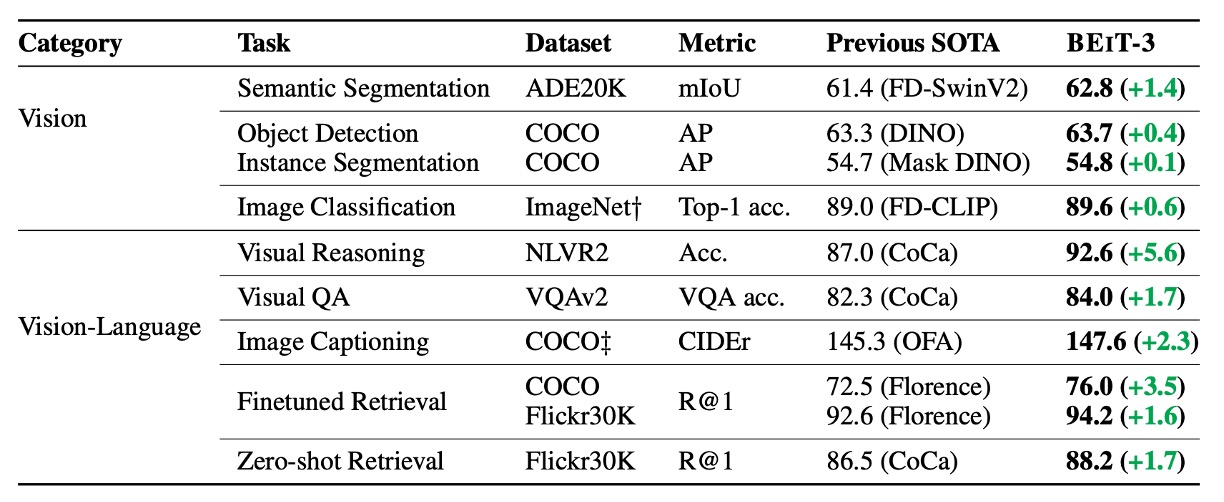 Category Task Dataset Metric Previous SOTA BEIT-3
Semantic Segmentation ADE20K mIoU 61.4 (FD-SwinV2) 62.8 (+1.4)
Vision
Object Detection COCO AP 63.3 (DINO) 63.7 (+0.4)
Instance Segmentation COCO AP 54.7 (Mask DINO) 54.8 (+0.1)
Image Classification ImageNet† Top-1 acc. 89.0 (FD-CLIP) 89.6 (+0.6)
Visual Reasoning NLVR2 Acc. 87.0 (CoCa) 92.6 (+5.6)
Visual QA VQAv2 VQA acc. 82.3 (CoCa) 84.0 (+1.7)
Vision-Language
Image Captioning COCO‡ CIDEr 145.3 (OFA) 147.6 (+2.3)
COCO 72.5 (Florence) 76.0 (+3.5)
Finetuned Retrieval R@1
Flickr30K 92.6 (Florence) 94.2 (+1.6)
Zero-shot Retrieval Flickr30K R@1 86.5 (CoCa) 88.2 (+1.7)